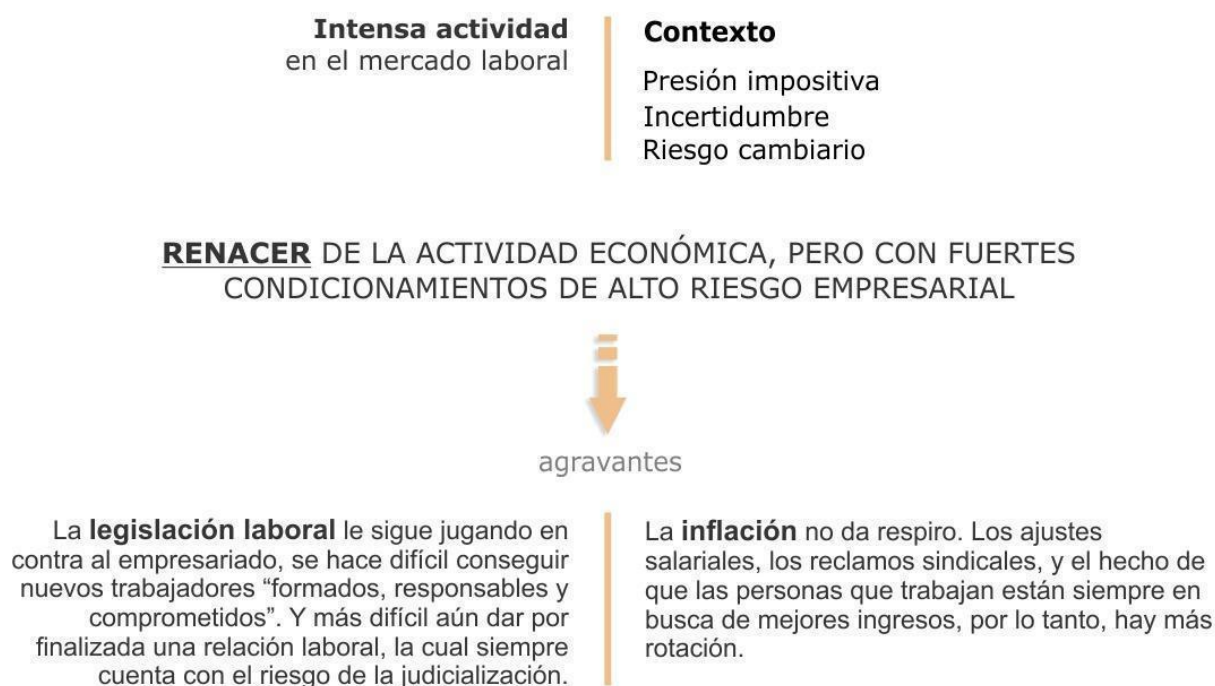 Intensa actividad
en el mercado laboral
Contexto
Presión impositiva
Incertidumbre
Riesgo cambiario
RENACER DE LA ACTIVIDAD ECONÓMICA, PERO CON FUERTES
CONDICIONAMIENTOS DE ALTO RIESGO EMPRESARIAL
agravantes
La legislación laboral le sigue jugando en
contra al empresariado, se hace difícil conseguir
nuevos trabajadores “formados, responsables y
comprometidos”. Y más difícil aún dar por
finalizada una relación laboral, la cual siempre
cuenta con el riesgo de la judicialización.
La inflación no da respiro. Los ajustes
salariales, los reclamos sindicales, y el hecho de
que las personas que trabajan están siempre en
busca de mejores ingresos, por lo tanto, hay más
rotación.